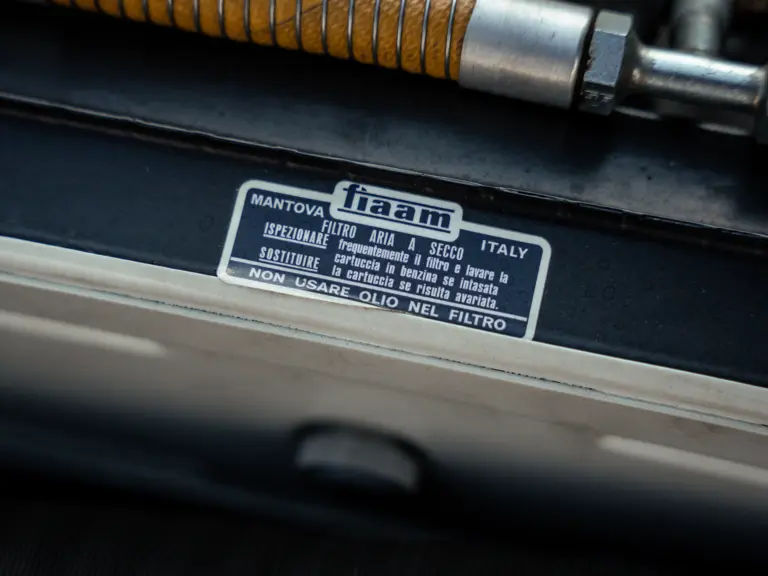 fiaam
MANTOVA ITALY
FILTRO ARIA A SECCO
ISPEZIONARE frequentemente il filtro e lavare la
cartuccia in benzina se intasata
SOSTITUIRE la cartuccia se risulta avariata.
NON USARE OLIO NEL FILTRO